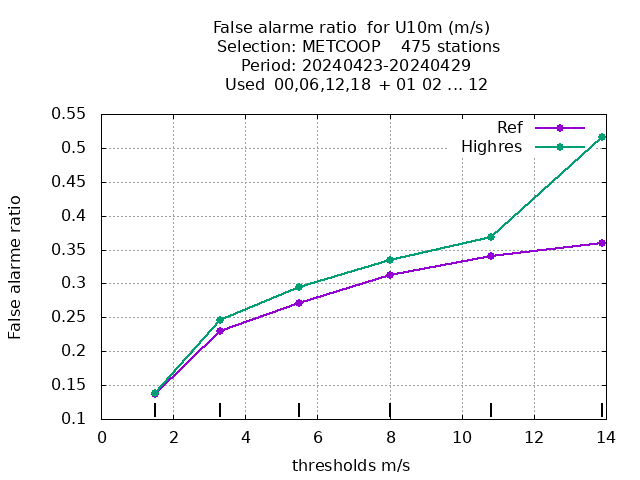 False alarme ratio  for U10m (m/s)
Selection: METCOOP    475 stations
Period: 20240423-20240429
Used  00,06,12,18  + 01 02 ... 12
Ref
Highres
False alarme ratio
0.55
0.5
0.45
0.4
0.35
0.3
0.25
0.2
0.15
0.1
0 2 4 6 8 10 12 14
thresholds m/s